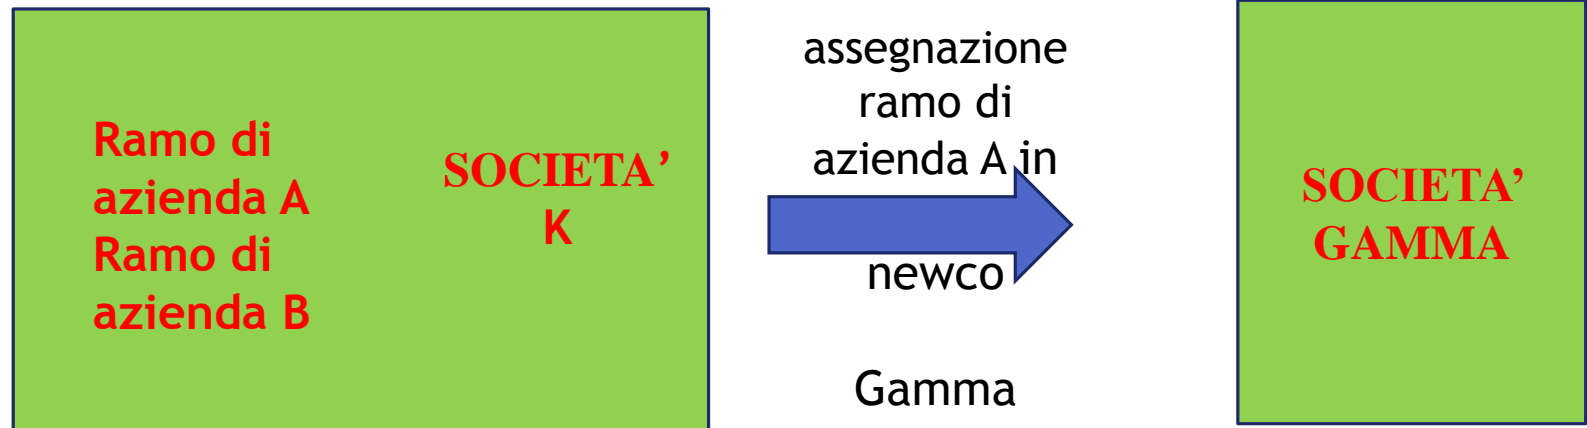 Ramo di
azienda A
Ramo di
azienda B
SOCIETA’
K
assegnazione
ramo di
azienda A in
newco
Gamma
SOCIETA’
GAMMA